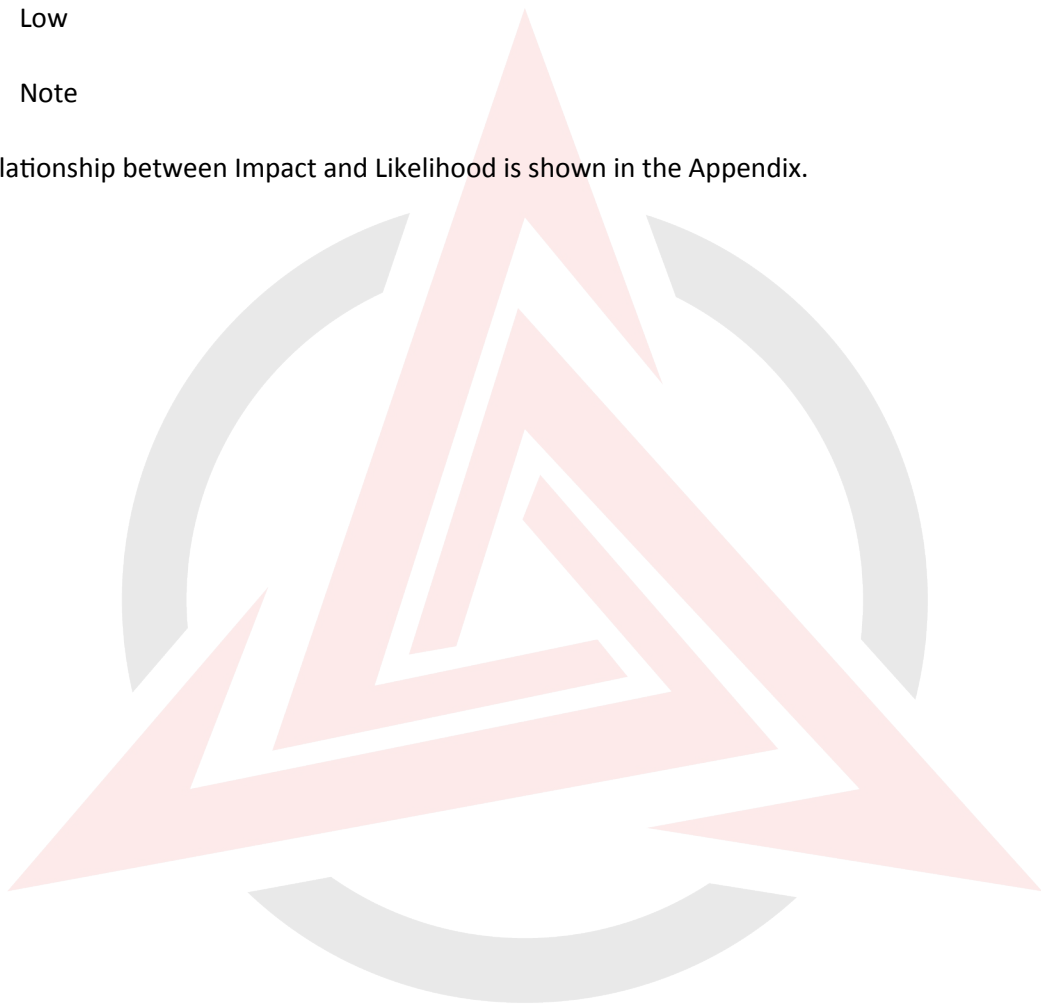 Low
Note
lationship between Impact and Likelihood is shown in the Appendix.